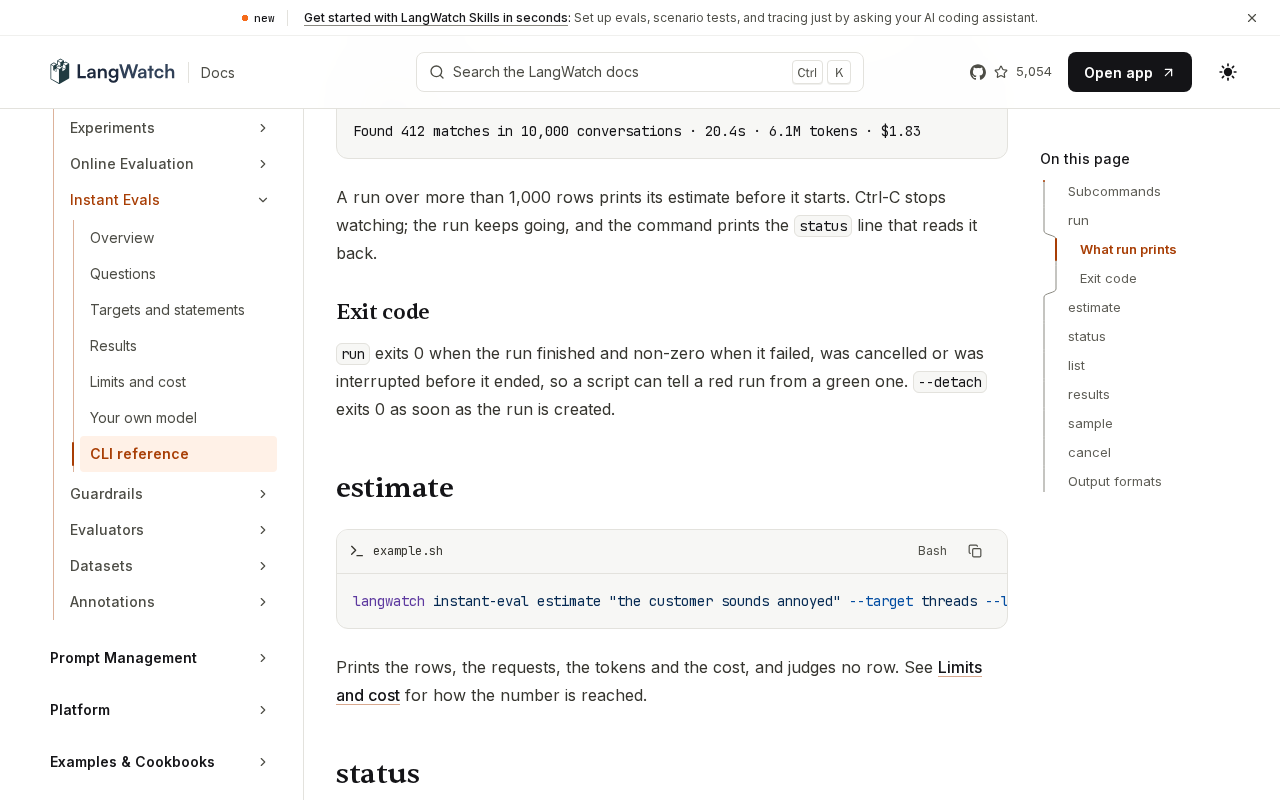 new
Get started with LangWatch Skills in seconds: Set up evals, scenario tests, and tracing just by asking your AI coding assistant.
LangWatch
Docs
Search the LangWatch docs
Ctrl
K
5,054
Open app
Experiments
Online Evaluation
Instant Evals
Overview
Questions
Targets and statements
Results
Limits and cost
Your own model
CLI reference
Guardrails
Evaluators
Datasets
Annotations
Prompt Management
Platform
Examples & Cookbooks
Found 412 matches in 10,000 conversations · 20.4s · 6.1M tokens · $1.83
A run over more than 1,000 rows prints its estimate before it starts. Ctrl-C stops
watching; the run keeps going, and the command prints the status line that reads it
back.
Exit code
run exits 0 when the run finished and non-zero when it failed, was cancelled or was
interrupted before it ended, so a script can tell a red run from a green one. --detach
exits 0 as soon as the run is created.
estimate
example.sh
Bash
langwatch instant-eval estimate "the customer sounds annoyed" --target threads --l
Prints the rows, the requests, the tokens and the cost, and judges no row. See Limits
and cost for how the number is reached.
status
On this page
Subcommands
run
What run prints
Exit code
estimate
status
list
results
sample
cancel
Output formats